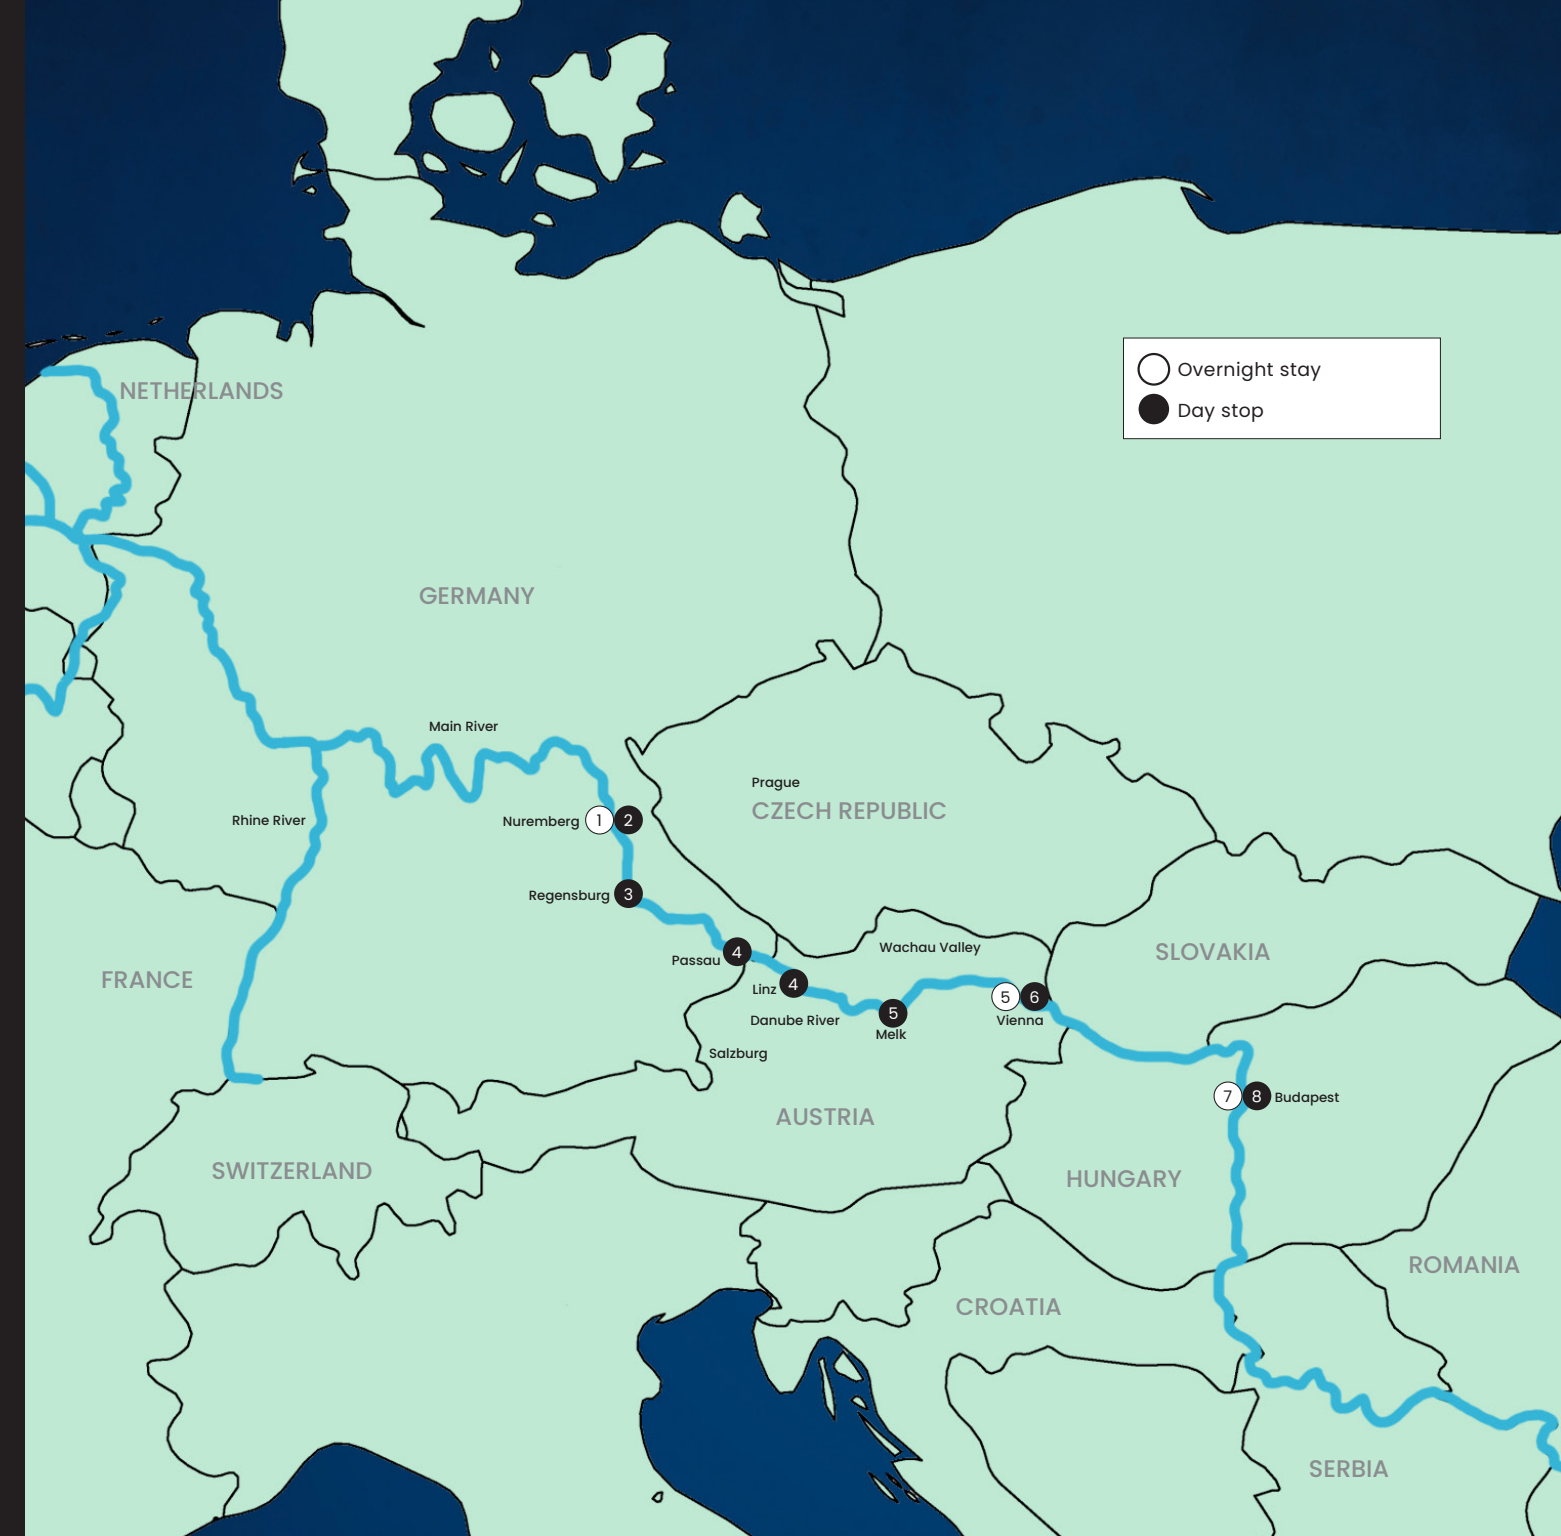 NETHERLANDS
Overnight stay
Day stop
GERMANY
Main River
Prague
CZECH REPUBLIC
Rhine River
Nuremberg 1 2
Regensburg 3
Wachau Valley
SLOVAKIA
Passau 4
FRANCE
Linz 4
5 6
Vienna
Danube River
5
Melk
Salzburg
7 8 Budapest
AUSTRIA
SWITZERLAND
HUNGARY
ROMANIA
CROATIA
SERBIA